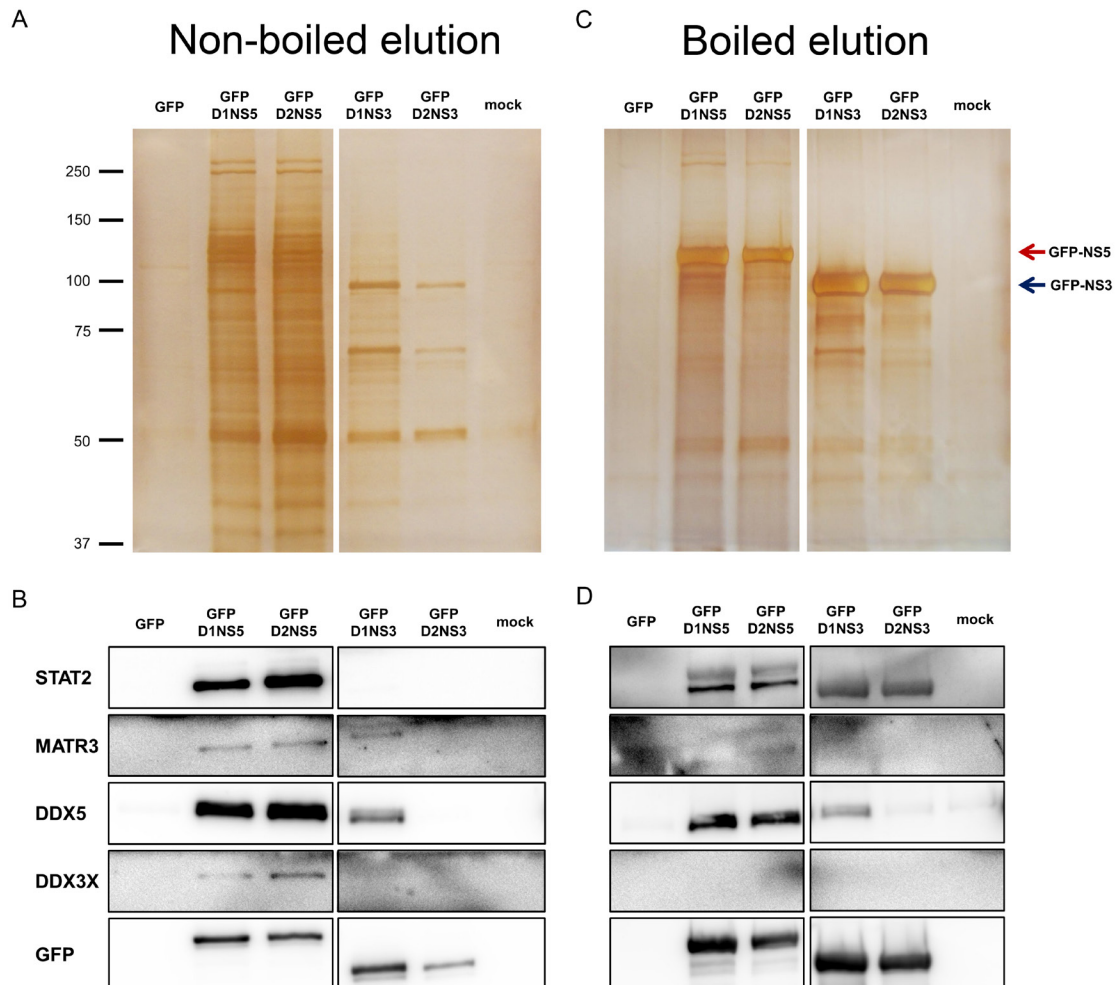 A
Non-boiled elution
GFP
GFP
D1NS5
GFP
D2NS5
GFP
D1NS3
GFP
D2NS3
mock
250
150
100
75
50
37
B
GFP
GFP
D1NS5
GFP
D2NS5
GFP
D1NS3
GFP
D2NS3
mock
STAT2
MATR3
DDX5
DDX3X
GFP
C
Boiled elution
GFP
GFP
D1NS5
GFP
D2NS5
GFP
D1NS3
GFP
D2NS3
mock
GFP-NS5
GFP-NS3
D
GFP
GFP
D1NS5
GFP
D2NS5
GFP
D1NS3
GFP
D2NS3
mock